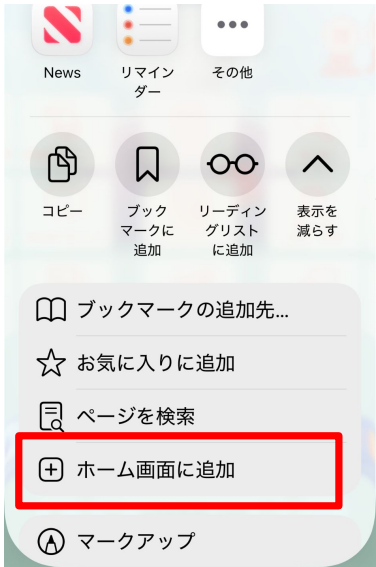 News
リマイン
ダー
その他
コピー
ブック
マークに
追加
リーディン
グリスト
に追加
表示を
減らす
ブックマークの追加先...
お気に入りに追加
ページを検索
ホーム画面に追加
マークアップ